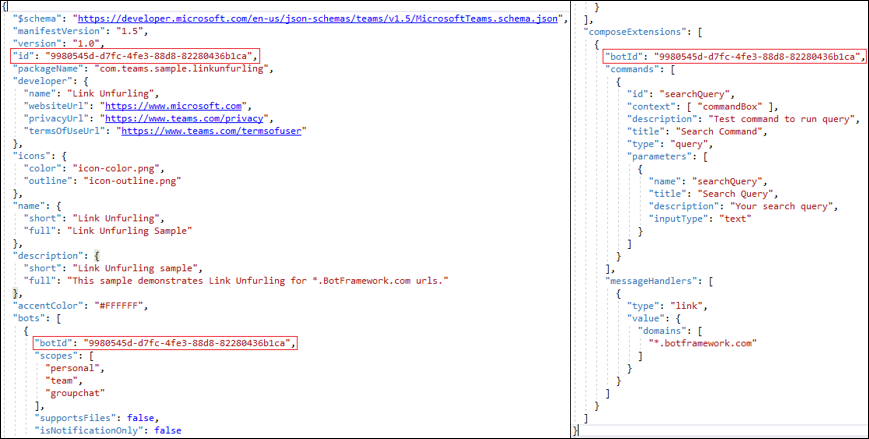 {
"$schema": "https://developer.microsoft.com/en-us/json-schemas/teams/v1.5/MicrosoftTeams.schema.json",
"manifestVersion": "1.5",
"version": "1.0",
"id": "9980545d-d7fc-4fe3-88d8-82280436b1ca",
"packageName": "com.teams.sample.linkunfurling",
"developer": {
"name": "Link Unfurling",
"websiteUrl": "https://www.microsoft.com",
"privacyUrl": "https://www.teams.com/privacy",
"termsOfUseUrl": "https://www.teams.com/termsofuser"
},
"icons": {
"color": "icon-color.png",
"outline": "icon-outline.png"
},
"name": {
"short": "Link Unfurling",
"full": "Link Unfurling Sample"
},
"description": {
"short": "Link Unfurling sample",
"full": "This sample demonstrates Link Unfurling for *.BotFramework.com urls."
},
"accentColor": "#FFFFFF",
"bots": [
{
"botId": "9980545d-d7fc-4fe3-88d8-82280436b1ca",
"scopes": [
"personal",
"team",
"groupchat"
],
"supportsFiles": false,
"isNotificationOnly": false
}
],
"composeExtensions": [
{
"botId": "9980545d-d7fc-4fe3-88d8-82280436b1ca",
"commands": [
{
"id": "searchQuery",
"context": [ "commandBox" ],
"description": "Test command to run query",
"title": "Search Command",
"type": "query",
"parameters": [
{
"name": "searchQuery",
"title": "Search Query",
"description": "Your search query",
"inputType": "text"
}
]
}
],
"messageHandlers": [
{
"type": "link",
"value": {
"domains": [
"*.botframework.com"
]
}
}
]
}
]
}